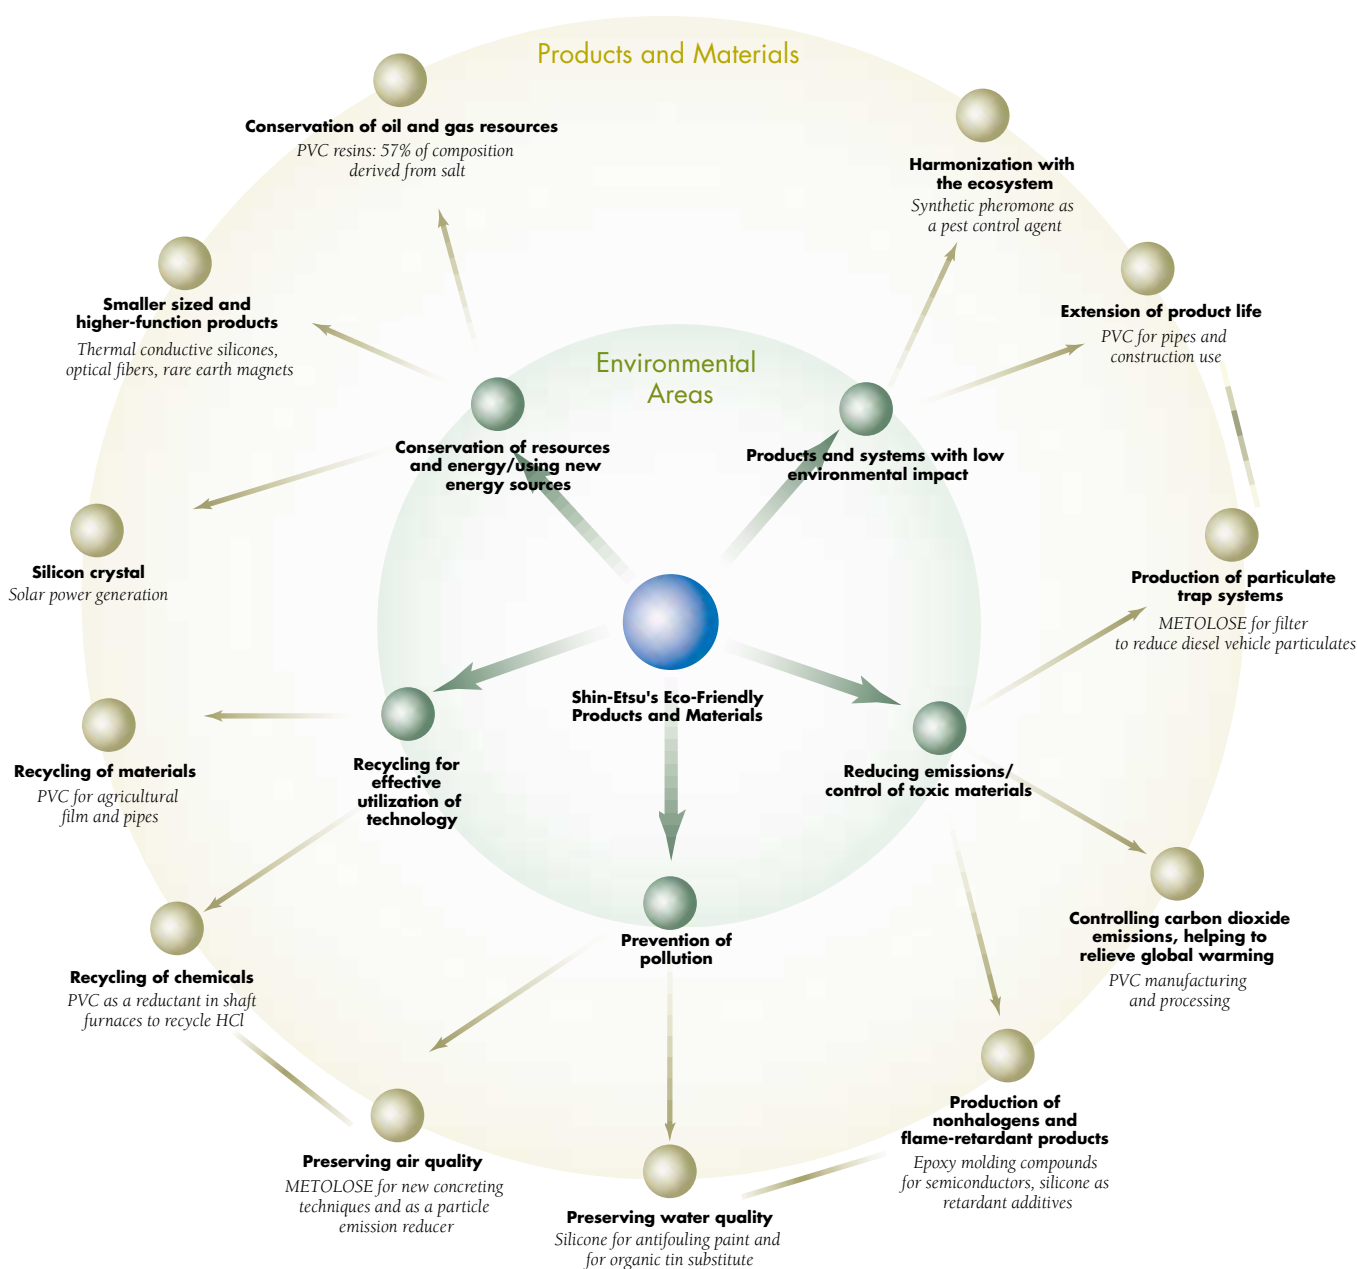 Products and Materials
Conservation of oil and gas resources
PVC resins: 57% of composition
derived from salt
Harmonization with
the ecosystem
Synthetic pheromone as
a pest control agent
Smaller sized and
higher-function products
Thermal conductive silicones,
optical fibers, rare earth magnets
Extension of product life
PVC for pipes and
construction use
Environmental
Areas
Conservation of resources
and energy/using new
energy sources
Products and systems with low
environmental impact
Silicon crystal
Solar power generation
Production of particulate
trap systems
METOLOSE for filter
to reduce diesel vehicle particulates
Shin-Etsu's Eco-Friendly
Products and Materials
Recycling of materials
PVC for agricultural
film and pipes
Recycling for
effective
utilization of
technology
Reducing emissions/
control of toxic materials
Prevention of
pollution
Controlling carbon dioxide
emissions, helping to
relieve global warming
PVC manufacturing
and processing
Recycling of chemicals
PVC as a reductant in shaft
furnaces to recycle HCl
Production of
nonhalogens and
flame-retardant products
Epoxy molding compounds
for semiconductors, silicone as
retardant additives
Preserving air quality
METOLOSE for new concreting
techniques and as a particle
emission reducer
Preserving water quality
Silicone for antifouling paint and
for organic tin substitute